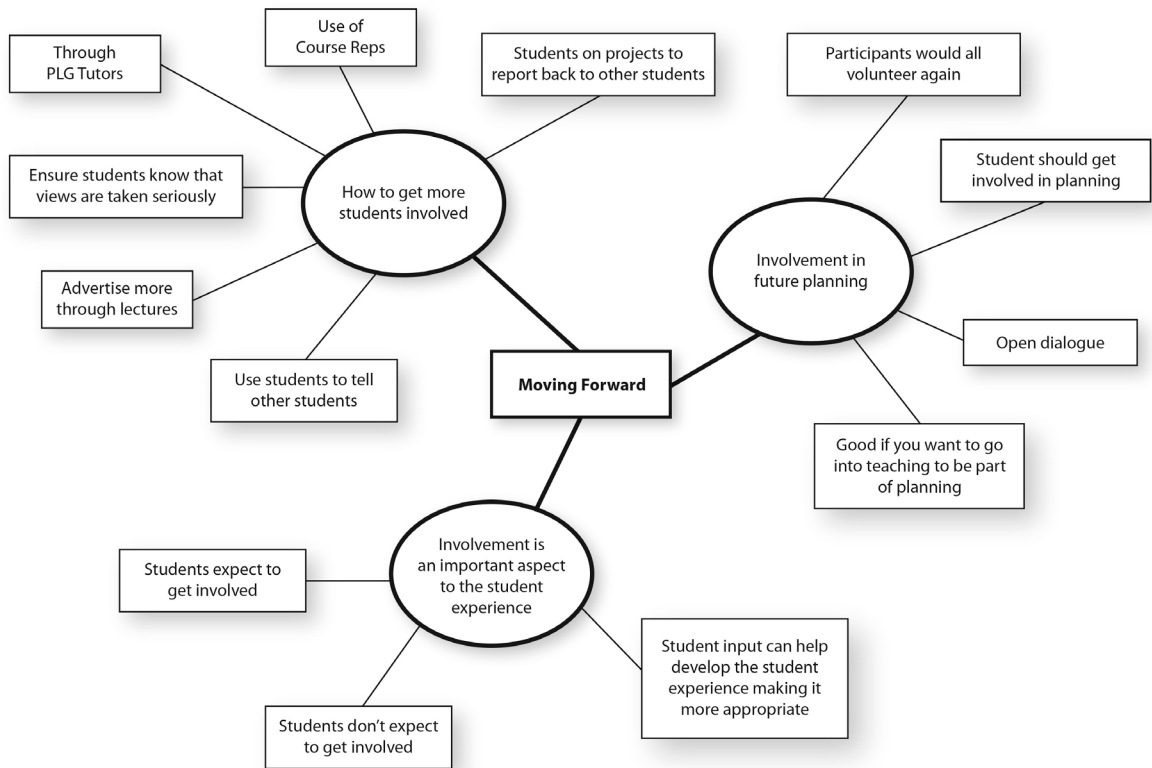 Use of
Course Reps
Through
PLG Tutors
Students on projects to
report back to other students
Ensure students know that
views are taken seriously
How to get more
students involved
Advertise more
through lectures
Use students to tell
other students
Participants would all
volunteer again
Student should get
involved in planning
Involvement in
future planning
Open dialogue
Good if you want to go
into teaching to be part
of planning
Moving Forward
Involvement is
an important aspect
to the student
experience
Students expect to
get involved
Students don’t expect
to get involved
Student input can help
develop the student
experience making it
more appropriate